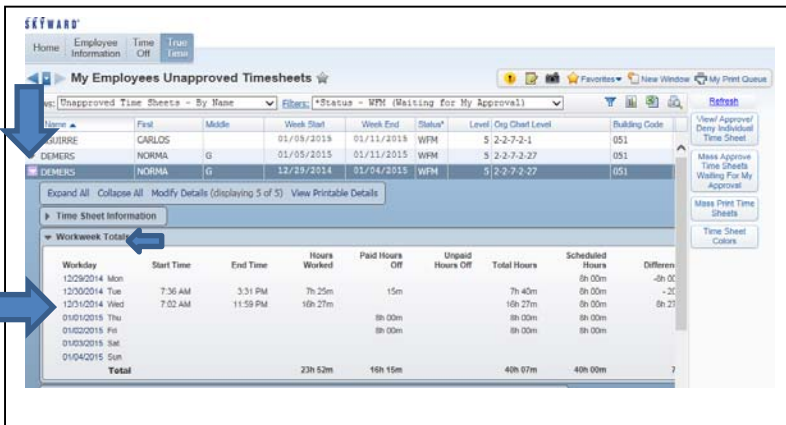 SKYWARD
Home Employee Information Time Off True Time
My Employees Unapproved Timesheets
Favorites New Window My Print Queue
Unapproved Time Sheets - By Name Filters: *Status - WFM (Waiting for My Approval)
Refresh
Name First Middle Week Start Week End Status* Level Org Chart Level Building Code
CARLOS 01/05/2015 01/11/2015 WFM 5 2-2-7-2-1 051
DEMERS NORMA G 01/05/2015 01/11/2015 WFM 5 2-2-7-2-27 051
DEMERS NORMA G 12/29/2014 01/04/2015 WFM 5 2-2-7-2-27 051
View/ Approve/ Deny Individual Time Sheet
Mass Approve Time Sheets Waiting For My Approval
Mass Print Time Sheets
Time Sheet Colors
Expand All Collapse All Modify Details (displaying 5 of 5) View Printable Details
Time Sheet Information
Workweek Totals
Workday Start Time End Time Hours Worked Paid Hours Off Unpaid Hours Off Total Hours Scheduled Hours Differen
12/29/2014 Mon 8h 00m -8h 00
12/30/2014 Tue 7:36 AM 3:31 PM 7h 25m 15m 7h 40m 8h 00m - 20
12/31/2014 Wed 7:02 AM 11:59 PM 16h 27m 16h 27m 8h 00m 8h 27
01/01/2015 Thu 8h 00m 8h 00m 8h 00m
01/02/2015 Fri 8h 00m 8h 00m 8h 00m
01/03/2015 Sat
01/04/2015 Sun
Total 23h 52m 16h 15m 40h 07m 40h 00m 7